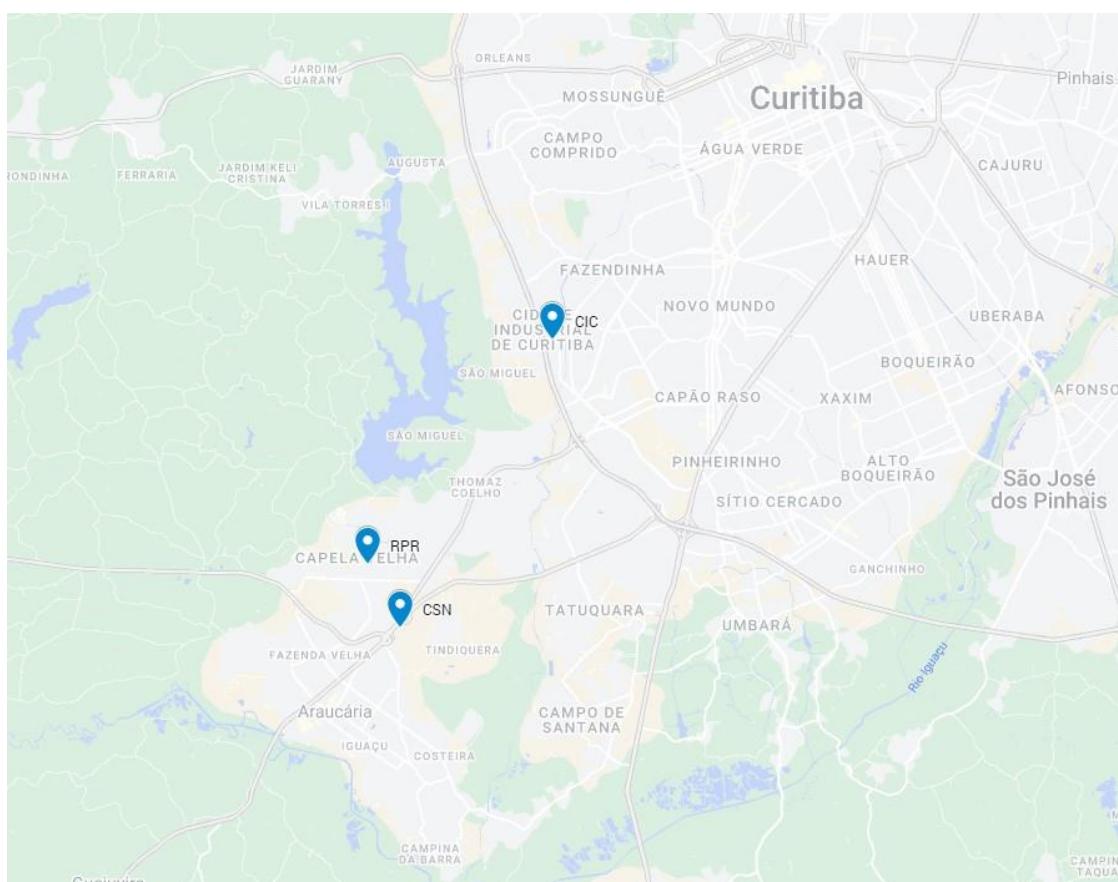 ORLEANS
JARDIM
GUARANY
MOSSUNGUÊ
Curitiba
Pinhais
CAMPO
COMPRIDO
ÁGUA VERDE
CAJURU
RONDINHA
FERRARIA
JARDIM KELI
CRISTINA
AUGUSTA
VILA TORRES I
FAZENDINHA
HAUER
NOVO MUNDO
UBERABA
CIC
INDUSTRIAL
DE CURITIBA
BOQUEIRÃO
SÃO MIGUEL
CAPÃO RASO
XAXIM
AFONSO
SÃO MIGUEL
PINHEIRINHO
ALTO
BOQUEIRÃO
THOMAZ
COELHO
SÍTIO CERCADO
São José
dos Pinhais
RPR
CAPELA VELHA
GANCHINHO
CSN
TATUQUARA
UMBARÁ
FAZENDA VELHA
TINDIQUERA
Rio Iguaçu
Araucária
CAMPO DE
SANTANA
IGUAÇU
COSTEIRA
CAMPINA
DA BARRA
CAMPIN
TAQUA